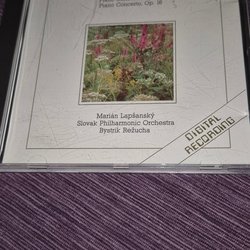 Piano Concerto, Op. 16
Marián Lapšanský
Slovak Philharmonic Orchestra
Bystrík Režucha
DIGITAL
RECORDING